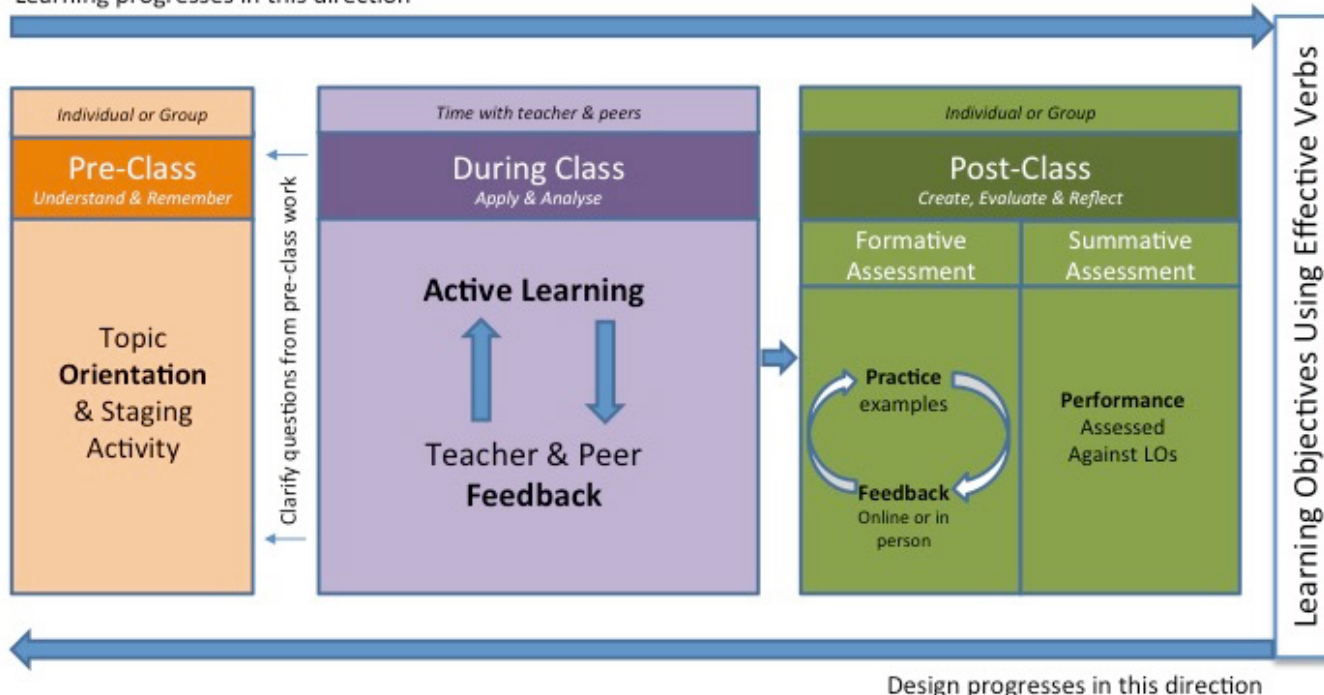 Learning progresses in this direction
Individual or Group
Pre-Class
Understand & Remember
Topic
Orientation
& Staging
Activity
Clarify questions from pre-class work
Time with teacher & peers
During Class
Apply & Analyse
Active Learning
Teacher & Peer
Feedback
Individual or Group
Post-Class
Create, Evaluate & Reflect
Formative
Assessment
Practice
examples
Feedback
Online or in
person
Summative
Assessment
Performance
Assessed
Against LOs
Learning Objectives Using Effective Verbs
Design progresses in this direction